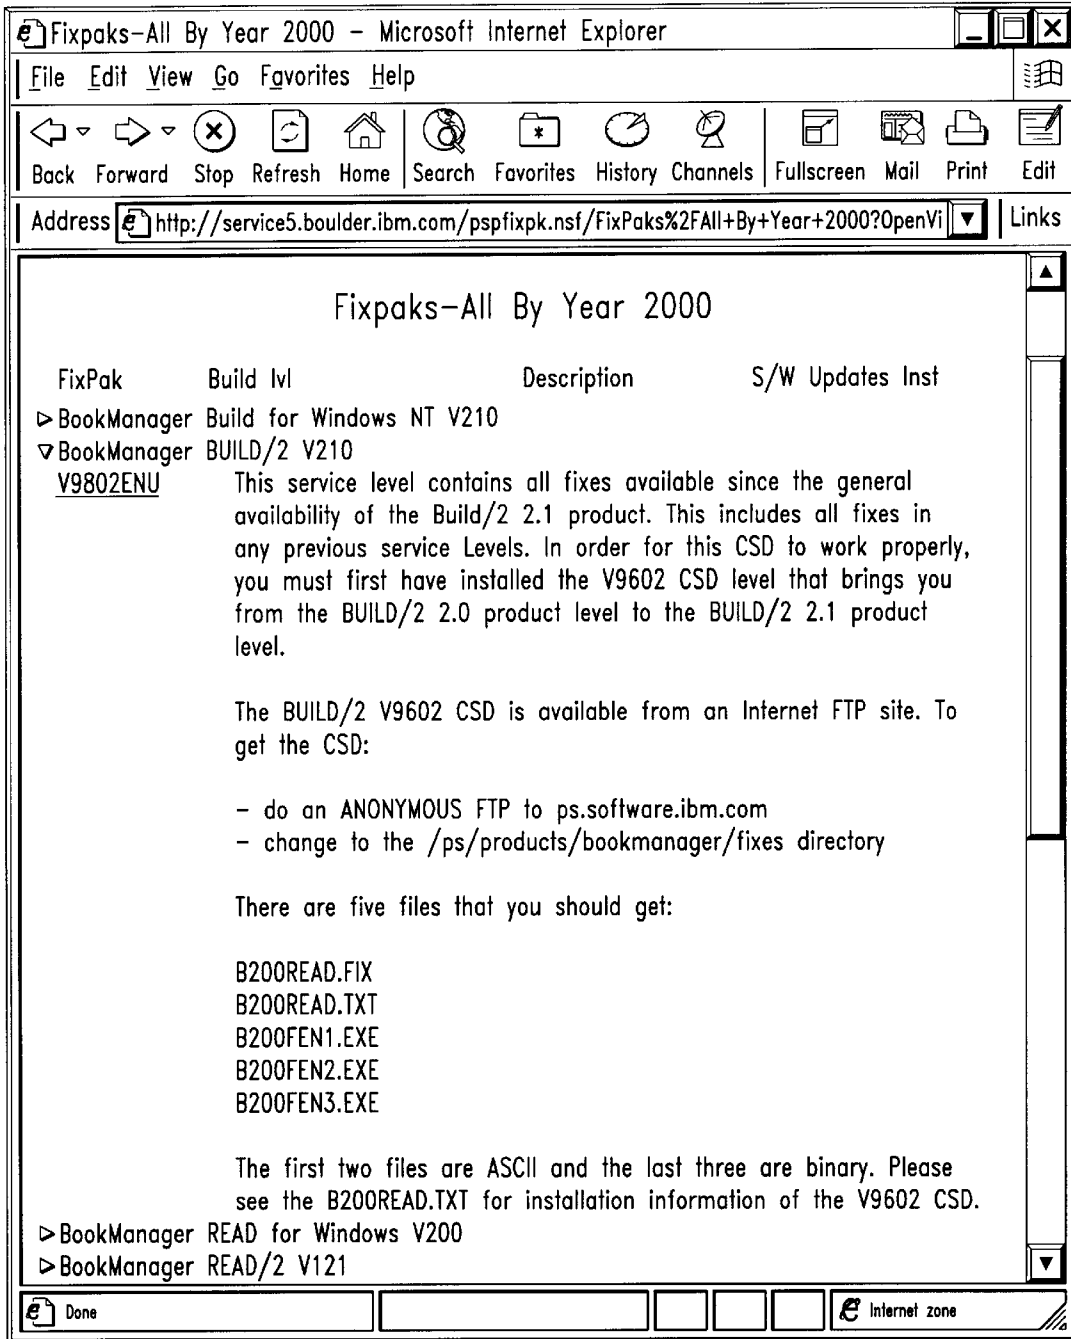 Fixpaks-All By Year 2000 - Microsoft Internet Explorer
File Edit View Go Favorites Help
Back Forward Stop Refresh Home Search Favorites History Channels Fullscreen Mail Print Edit
Address http://service5.boulder.ibm.com/pspfixpk.nsf/FixPaks%2FAll+By+Year+2000?OpenVi Links
Fixpaks-All By Year 2000
FixPak Build lvl Description S/W Updates Inst
BookManager Build for Windows NT V210
BookManager BUILD/2 V210
V9802ENU This service level contains all fixes available since the general
availability of the Build/2 2.1 product. This includes all fixes in
any previous service Levels. In order for this CSD to work properly,
you must first have installed the V9602 CSD level that brings you
from the BUILD/2 2.0 product level to the BUILD/2 2.1 product
level.
The BUILD/2 V9602 CSD is available from an Internet FTP site. To
get the CSD:
- do an ANONYMOUS FTP to ps.software.ibm.com
- change to the /ps/products/bookmanager/fixes directory
There are five files that you should get:
B200READ.FIX
B200READ.TXT
B200FEN1.EXE
B200FEN2.EXE
B200FEN3.EXE
The first two files are ASCII and the last three are binary. Please
see the B200READ.TXT for installation information of the V9602 CSD.
BookManager READ for Windows V200
BookManager READ/2 V121
Done Internet zone